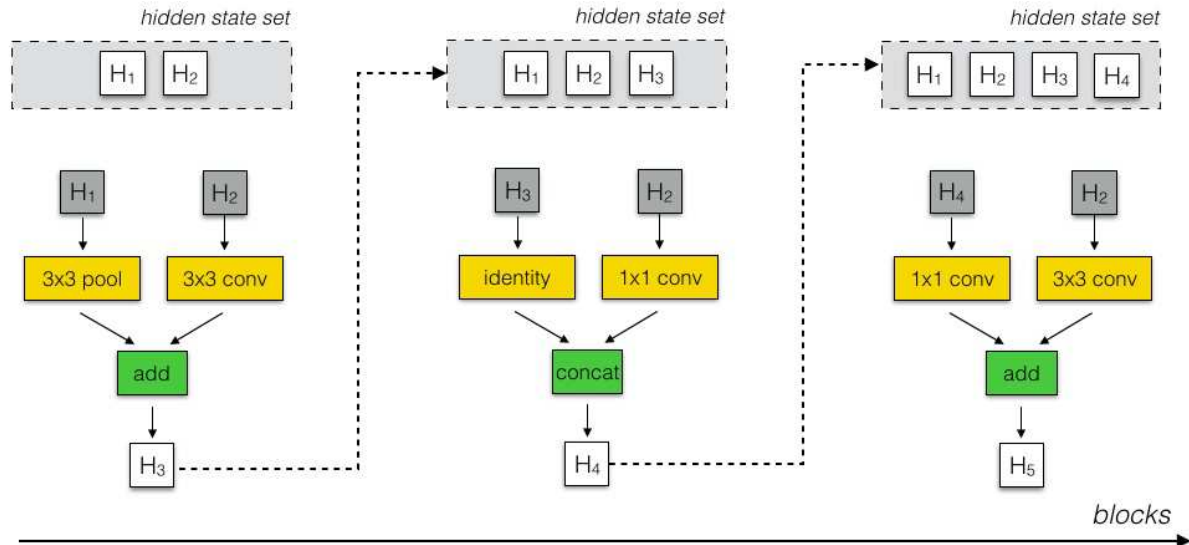 hidden state set
hidden state set
hidden state set
H₁ H₂
H₁ H₂ H₃
H₁ H₂ H₃ H₄
H₁ H₂
H₃ H₂
H₄ H₂
3x3 pool 3x3 conv
identity 1x1 conv
1x1 conv 3x3 conv
add
concat
add
H₃
H₄
H₅
blocks